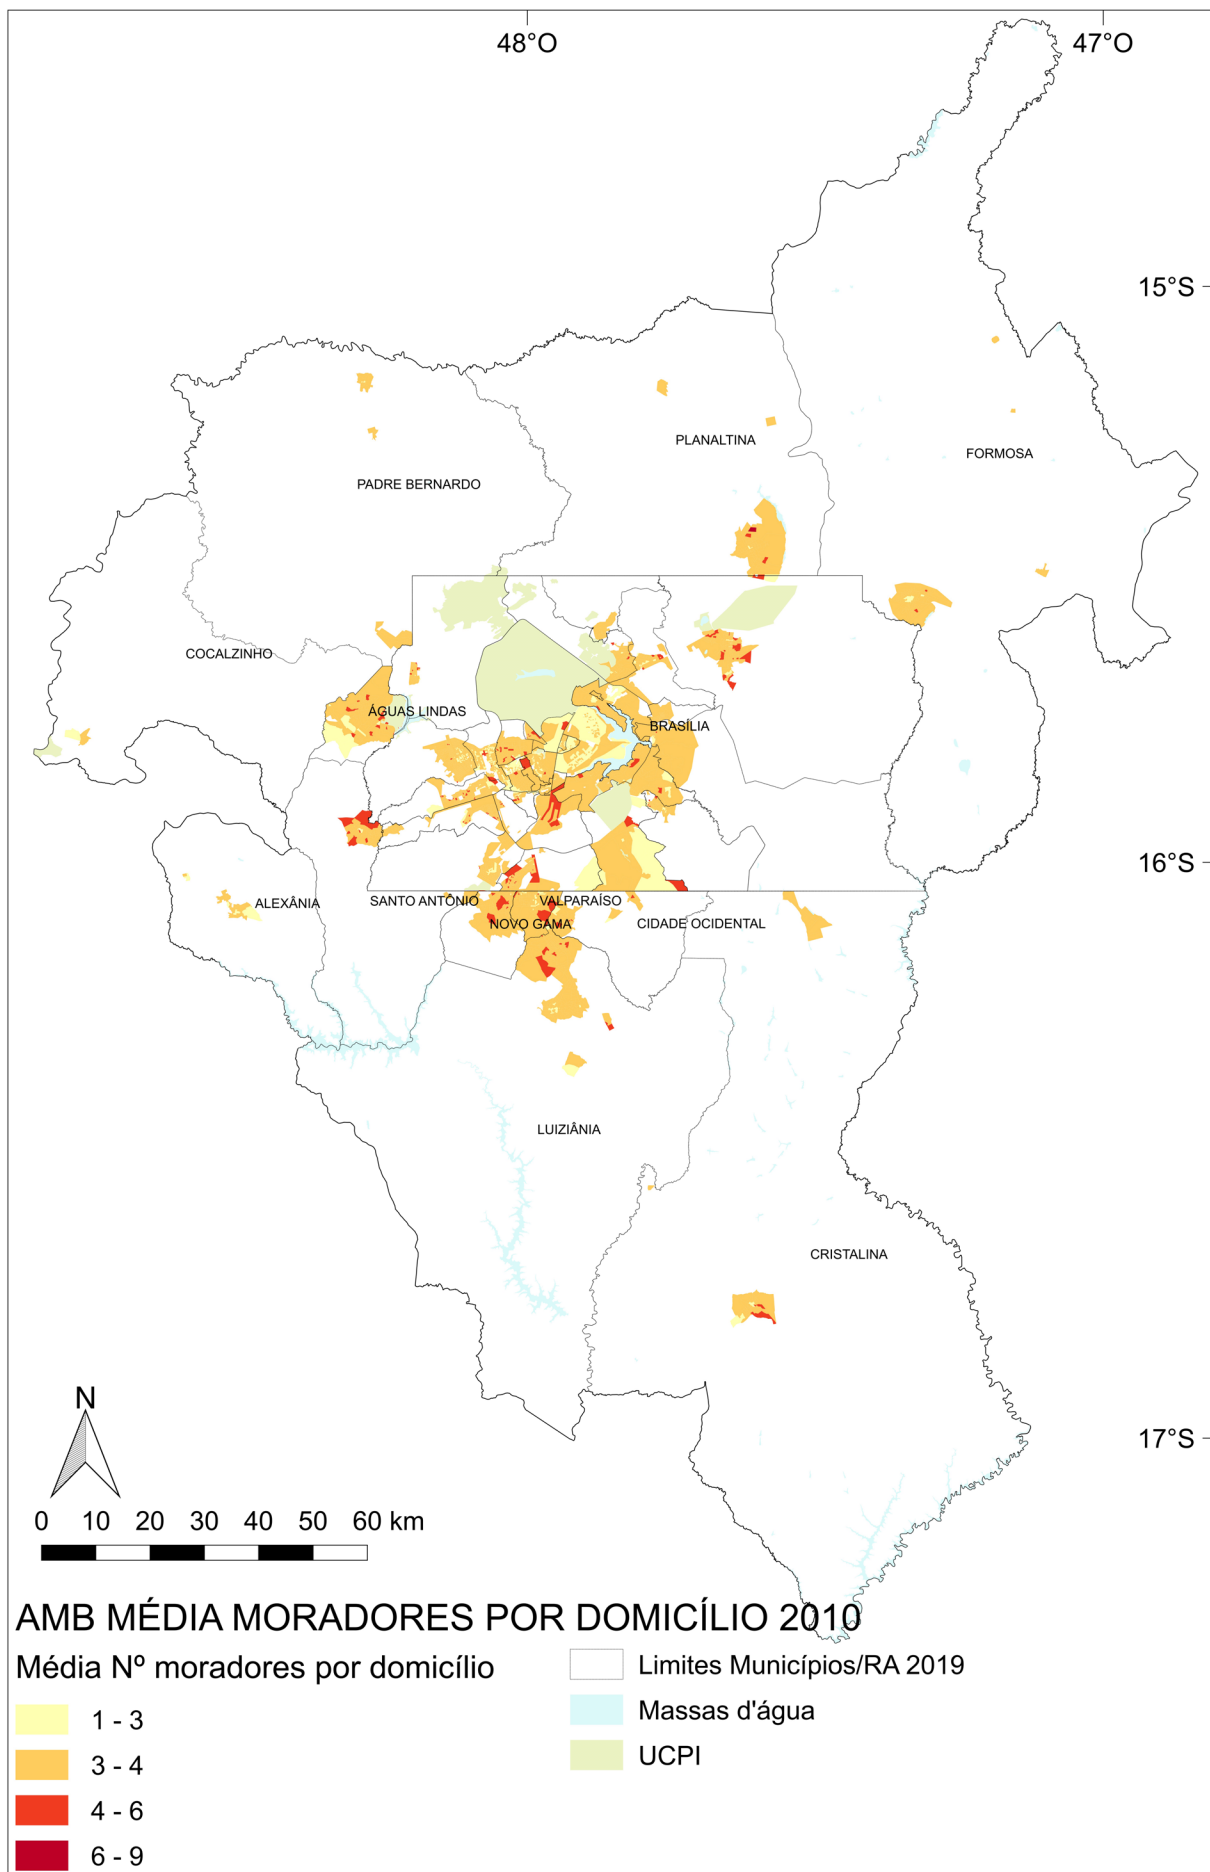 48°O
47°O
15°S
PLANALTINA
FORMOSA
PADRE BERNARDO
COCALZINHO
ÁGUAS LINDAS
BRASÍLIA
16°S
ALEXÂNIA
SANTO ANTÔNIO
VALPARAÍSO
NOVO GAMA
CIDADE OCIDENTAL
LUIZIÂNIA
CRISTALINA
17°S
N
0 10 20 30 40 50 60 km
AMB MÉDIA MORADORES POR DOMICÍLIO 2010
Média Nº moradores por domicílio
1 - 3
3 - 4
4 - 6
6 - 9
Limites Municípios/RA 2019
Massas d'água
UCPI